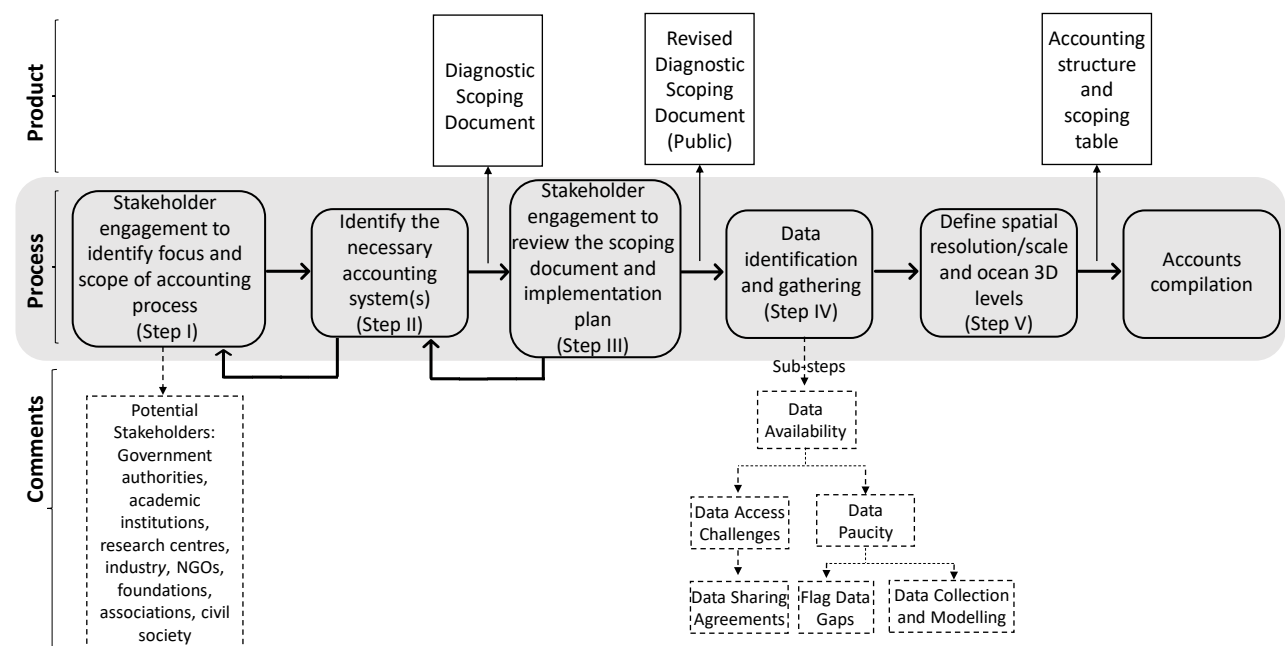 Product
Diagnostic
Scoping
Document
Revised
Diagnostic
Scoping
Document
(Public)
Accounting
structure
and
scoping
table
Process
Stakeholder
engagement to
identify focus and
scope of accounting
process
(Step I)
Identify the
necessary
accounting
system(s)
(Step II)
Stakeholder
engagement to
review the scoping
document and
implementation
plan
(Step III)
Data
identification
and gathering
(Step IV)
Define spatial
resolution/scale
and ocean 3D
levels
(Step V)
Accounts
compilation
Comments
Potential
Stakeholders:
Government
authorities,
academic
institutions,
research centres,
industry, NGOs,
foundations,
associations, civil
society
Sub-steps
Data
Availability
Data Access
Challenges
Data
Paucity
Data Sharing
Agreements
Flag Data
Gaps
Data Collection
and Modelling